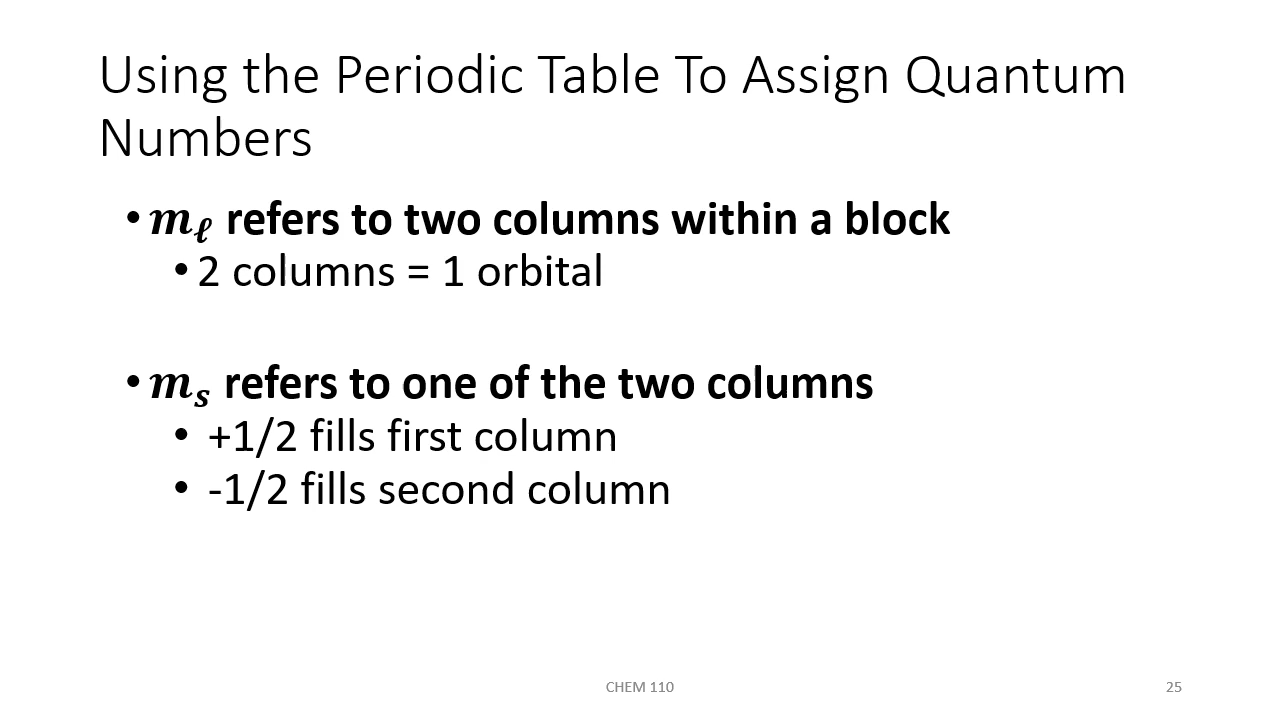 Using the Periodic Table To Assign Quantum
Numbers
• mℓ refers to two columns within a block
• 2 columns = 1 orbital
• ms refers to one of the two columns
• +1/2 fills first column
• -1/2 fills second column
CHEM 110
25